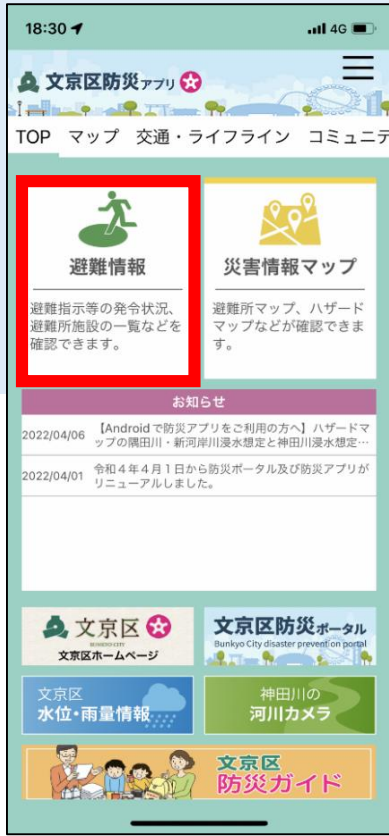 18:30 4G
文京区防災アプリ
TOP マップ 交通・ライフライン コミュニテ
避難情報
避難指示等の発令状況、
避難所施設の一覧などを
確認できます。
災害情報マップ
避難所マップ、ハザード
マップなどが確認できま
す。
お知らせ
2022/04/06 【Androidで防災アプリをご利用の方へ】ハザードマ
ップの隅田川・新河岸川浸水想定と神田川浸水想定…
2022/04/01 令和4年4月1日から防災ポータル及び防災アプリが
リニューアルしました。
文京区
BUNKYO CITY
文京区ホームページ
文京区防災ポータル
Bunkyo City disaster prevention portal
文京区
水位・雨量情報
神田川の
河川カメラ
文京区
防災ガイド